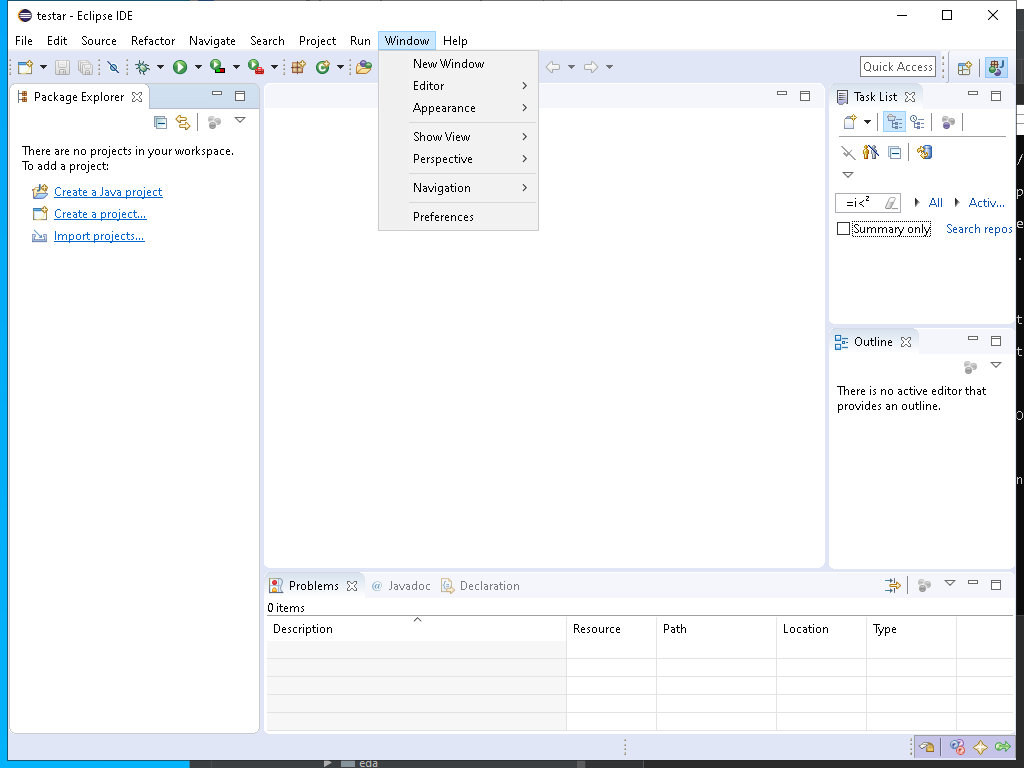 testar - Eclipse IDE
File Edit Source Refactor Navigate Search Project Run Window Help
Quick Access
New Window
Editor
Appearance
Show View
Perspective
Navigation
Preferences
Package Explorer
There are no projects in your workspace.
To add a project:
Create a Java project
Create a project...
Import projects...
Task List
=i<² All Activ...
Summary only Search repos
Outline
There is no active editor that
provides an outline.
Problems @ Javadoc Declaration
0 items
Description Resource Path Location Type
eda